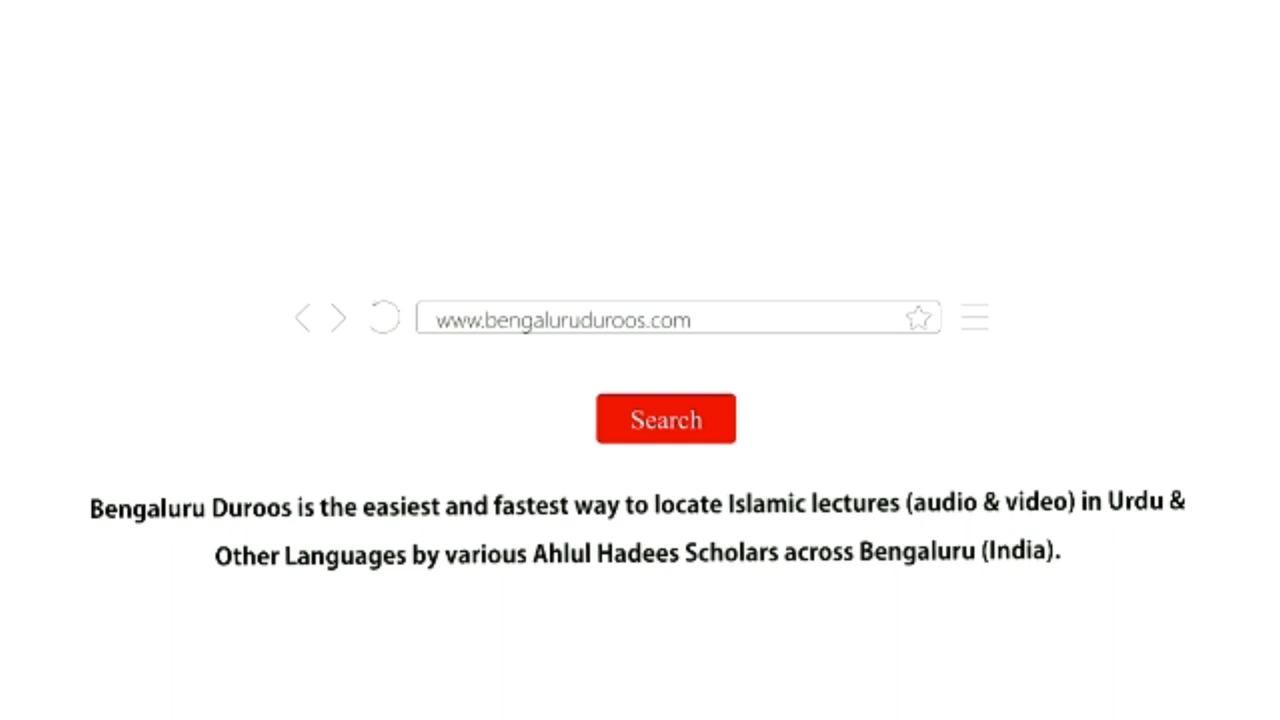 www.bengaluruduroos.com
Search
Bengaluru Duroos is the easiest and fastest way to locate Islamic lectures (audio & video) in Urdu &
Other Languages by various Ahlul Hadees Scholars across Bengaluru (India).